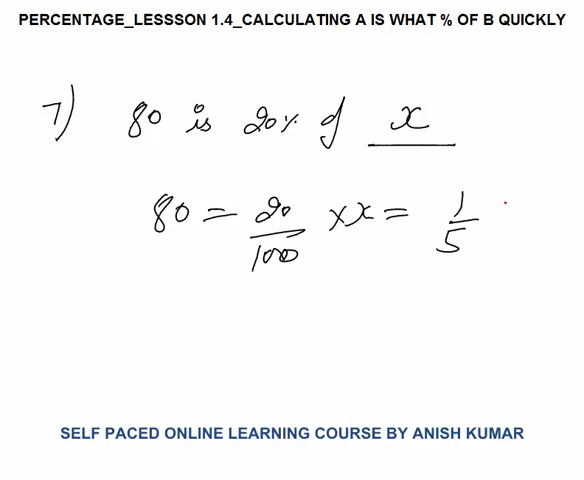 PERCENTAGE_LESSSON 1.4_CALCULATING A IS WHAT % OF B QUICKLY
7) 80 is 20% of x
80 = 20/100 × x = 1/5
SELF PACED ONLINE LEARNING COURSE BY ANISH KUMAR